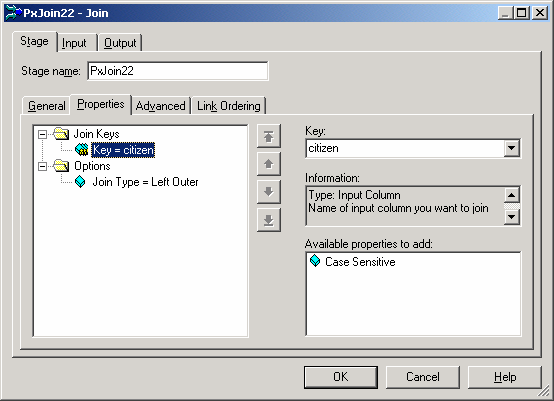 PxJoin22 - Join
Stage Input Output
Stage name: PxJoin22
General Properties Advanced Link Ordering
Join Keys
Key = citizen
Options
Join Type = Left Outer
Key:
citizen
Information:
Type: Input Column
Name of input column you want to join
Available properties to add:
Case Sensitive
OK Cancel Help